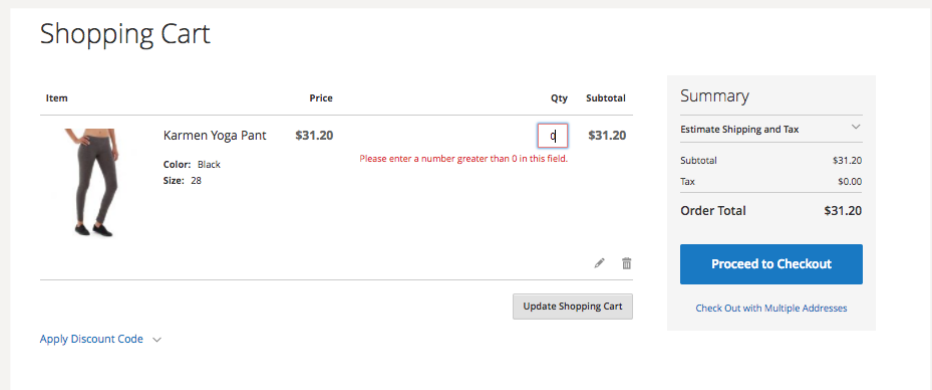 Shopping Cart
Item Price Qty Subtotal
Karmen Yoga Pant $31.20 0 $31.20
Please enter a number greater than 0 in this field.
Color: Black
Size: 28
Update Shopping Cart
Apply Discount Code
Summary
Estimate Shipping and Tax
Subtotal $31.20
Tax $0.00
Order Total $31.20
Proceed to Checkout
Check Out with Multiple Addresses